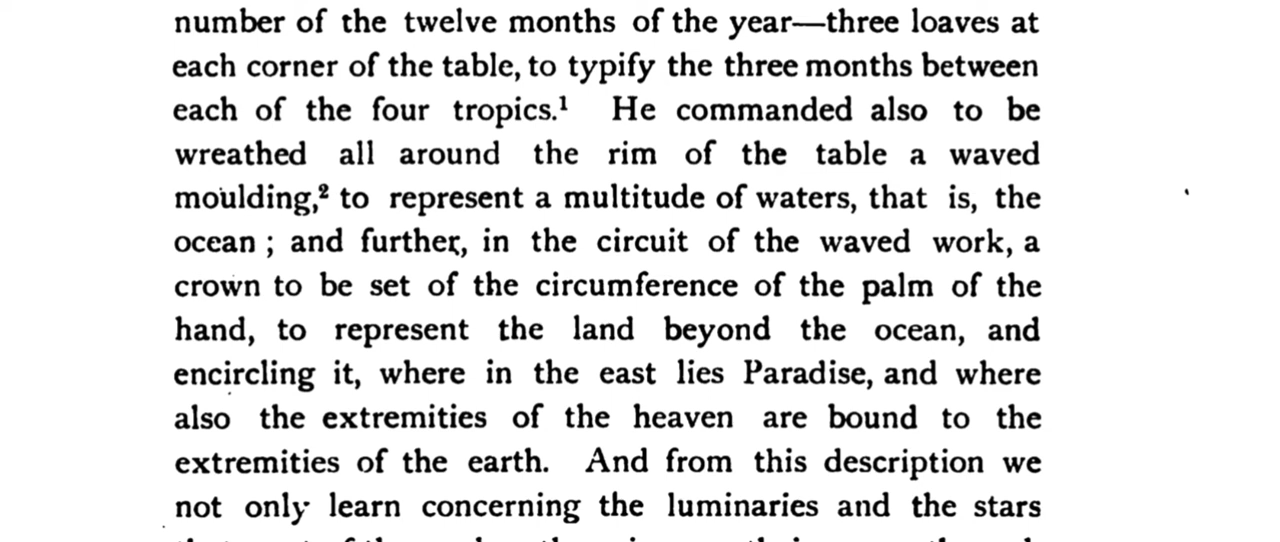 number of the twelve months of the year—three loaves at
each corner of the table, to typify the three months between
each of the four tropics.¹ He commanded also to be
wreathed all around the rim of the table a waved
moulding,² to represent a multitude of waters, that is, the
ocean ; and further, in the circuit of the waved work, a
crown to be set of the circumference of the palm of the
hand, to represent the land beyond the ocean, and
encircling it, where in the east lies Paradise, and where
also the extremities of the heaven are bound to the
extremities of the earth. And from this description we
not only learn concerning the luminaries and the stars